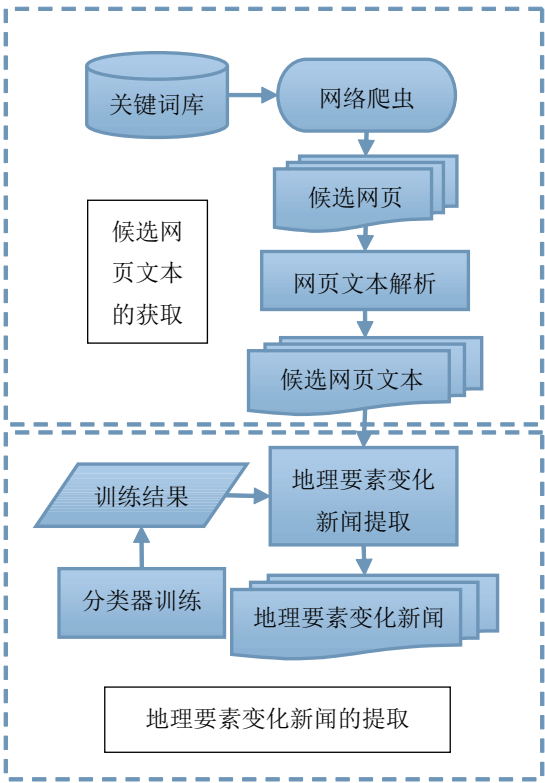 关键词库
网络爬虫
候选网页
候选网
页文本
的获取
网页文本解析
候选网页文本
地理要素变化
新闻提取
训练结果
分类器训练
地理要素变化新闻
地理要素变化新闻的提取